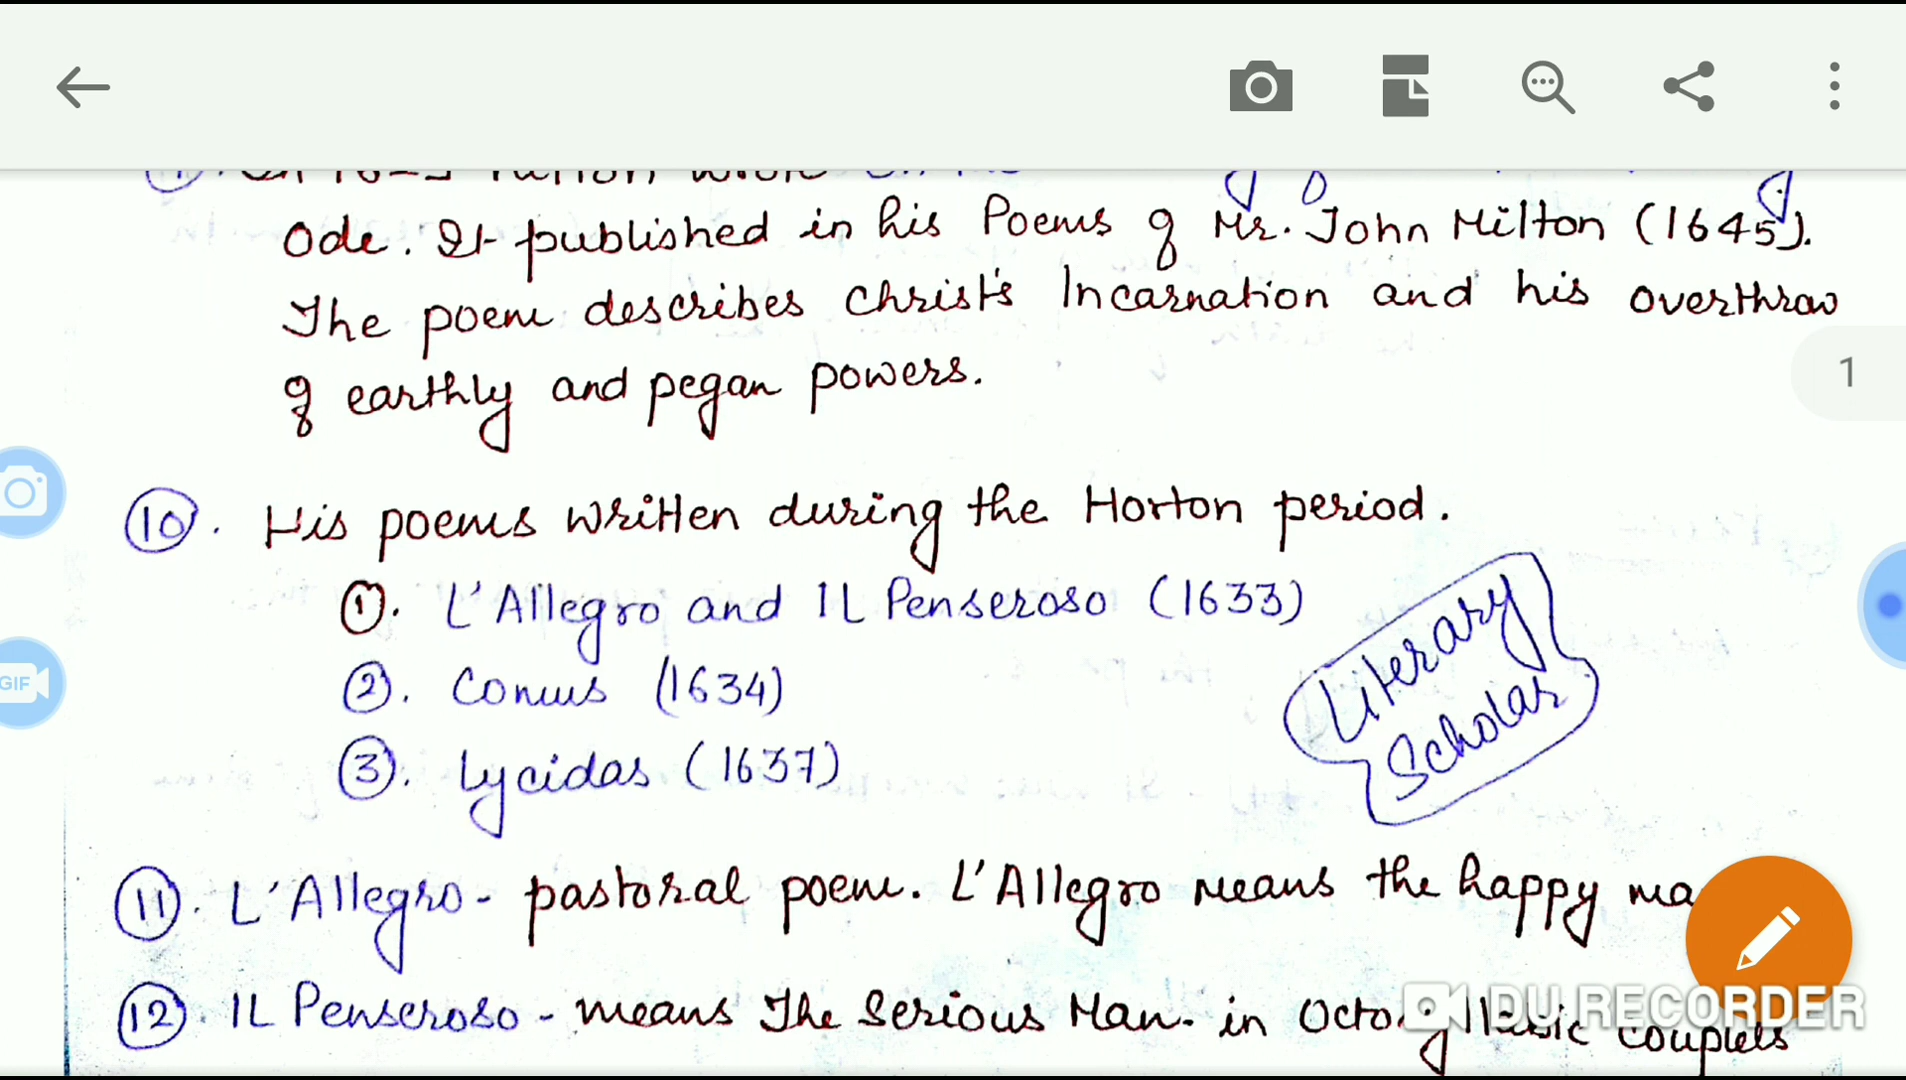 Ode. It published in his Poems of Mr. John Milton (1645).
The poem describes christ's Incarnation and his overthrow
of earthly and pegan powers.
1
10. His poems written during the Horton period.
1. L'Allegro and IL Penseroso (1633)
2. Comus (1634)
3. Lycidas (1637)
Literary
Scholar
GIF
11. L'Allegro - pastoral poem. L'Allegro means the happy
12. IL Penseroso - means The Serious Man. in couplets
DU RECORDER